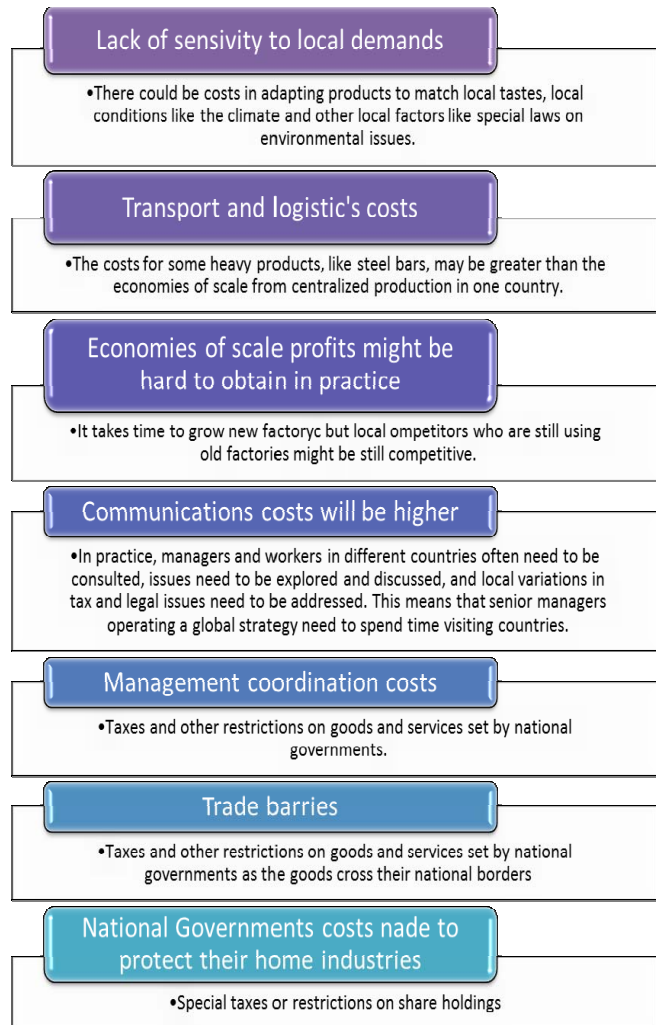 Lack of sensivity to local demands
•There could be costs in adapting products to match local tastes, local
conditions like the climate and other local factors like special laws on
environmental issues.
Transport and logistic's costs
•The costs for some heavy products, like steel bars, may be greater than the
economies of scale from centralized production in one country.
Economies of scale profits might be
hard to obtain in practice
•It takes time to grow new factoryc but local ompetitors who are still using
old factories might be still competitive.
Communications costs will be higher
•In practice, managers and workers in different countries often need to be
consulted, issues need to be explored and discussed, and local variations in
tax and legal issues need to be addressed. This means that senior managers
operating a global strategy need to spend time visiting countries.
Management coordination costs
•Taxes and other restrictions on goods and services set by national
governments.
Trade barries
•Taxes and other restrictions on goods and services set by national
governments as the goods cross their national borders
National Governments costs nade to
protect their home industries
•Special taxes or restrictions on share holdings